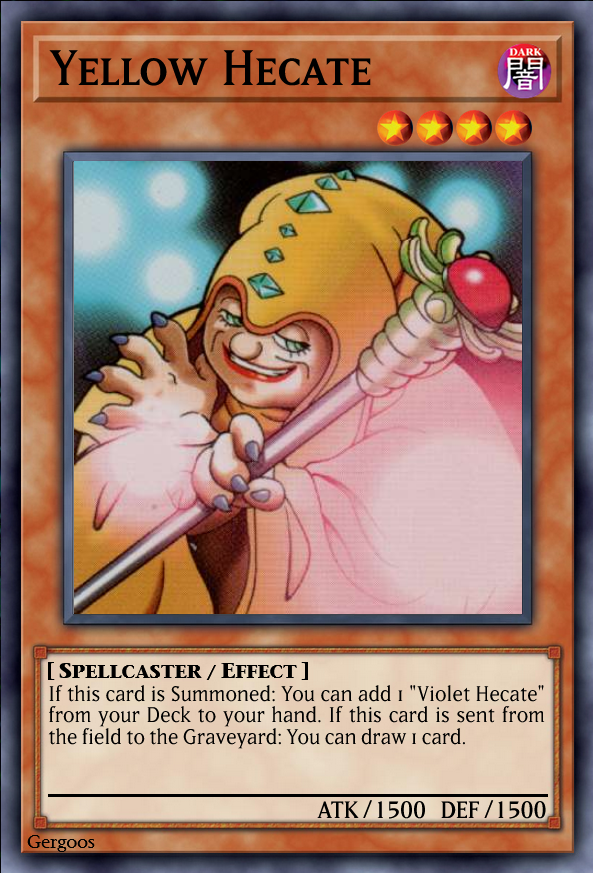 Yellow Hecate
DARK
闇
[ Spellcaster / Effect ]
If this card is Summoned: You can add 1 "Violet Hecate"
from your Deck to your hand. If this card is sent from
the field to the Graveyard: You can draw 1 card.
ATK / 1500 DEF / 1500
Gergoos